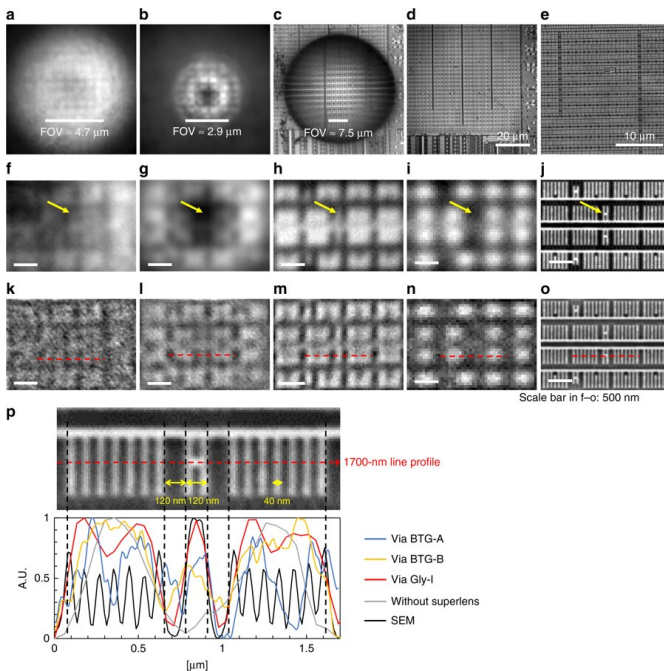 a b c d e
FOV ≈ 4.7 μm FOV ≈ 2.9 μm FOV ≈ 7.5 μm 20 μm 10 μm
f g h i j
k l m n o
Scale bar in f–o: 500 nm
p
1700-nm line profile
120 nm 120 nm 40 nm
1
0.5
0
A.U.
0 0.5 1 1.5
[μm]
Via BTG-A
Via BTG-B
Via Gly-I
Without superlens
SEM